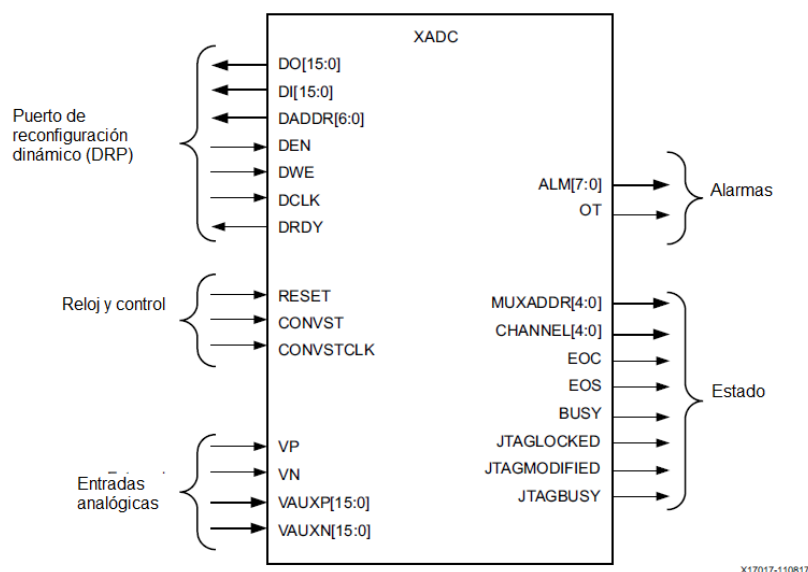 XADC
Puerto de
reconfiguración
dinámico (DRP)
DO[15:0]
DI[15:0]
DADDR[6:0]
DEN
DWE
DCLK
DRDY
Reloj y control
RESET
CONVST
CONVSTCLK
Entradas
analógicas
VP
VN
VAUXP[15:0]
VAUXN[15:0]
ALM[7:0]
OT
Alarmas
MUXADDR[4:0]
CHANNEL[4:0]
EOC
EOS
BUSY
JTAGLOCKED
JTAGMODIFIED
JTAGBUSY
Estado
X17017-110817